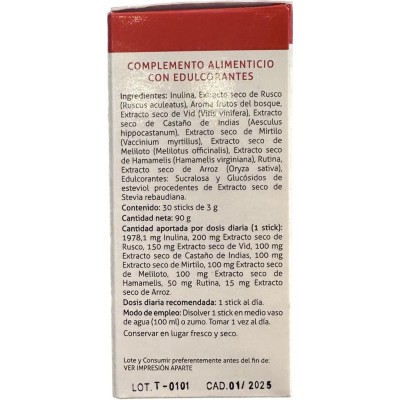 COMPLEMENTO ALIMENTICIO
CON EDULCORANTES
Ingredientes: Inulina, Extracto seco de Rusco
(Ruscus aculeatus), Aroma frutos del bosque,
Extracto seco de Vid (Vitis vinifera), Extracto
seco de Castaño de Indias (Aesculus
hippocastanum), Extracto seco de Mirtilo
(Vaccinium myrtillus), Extracto seco de
Meliloto (Melilotus officinalis), Extracto seco
de Hamamelis (Hamamelis virginiana), Rutina,
Extracto seco de Arroz (Oryza sativa),
Edulcorantes: Sucralosa y Glucósidos de
esteviol procedentes de Extracto seco de
Stevia rebaudiana.
Contenido: 30 sticks de 3 g
Cantidad neta: 90 g
Cantidad aportada por dosis diaria (1 stick):
1978,1 mg Inulina, 200 mg Extracto seco de
Rusco, 150 mg Extracto seco de Vid, 100 mg
Extracto seco de Castaño de Indias, 100 mg
Extracto seco de Mirtilo, 100 mg Extracto seco
de Meliloto, 100 mg Extracto seco de
Hamamelis, 50 mg Rutina, 15 mg Extracto
seco de Arroz.
Dosis diaria recomendada: 1 stick al día.
Modo de empleo: Disolver 1 stick en medio vaso
de agua (100 ml) o zumo. Tomar 1 vez al día.
Conservar en lugar fresco y seco.
Lote y Consumir preferentemente antes del fin de:
VER IMPRESIÓN APARTE
LOT. T-0101 CAD. 01/2025